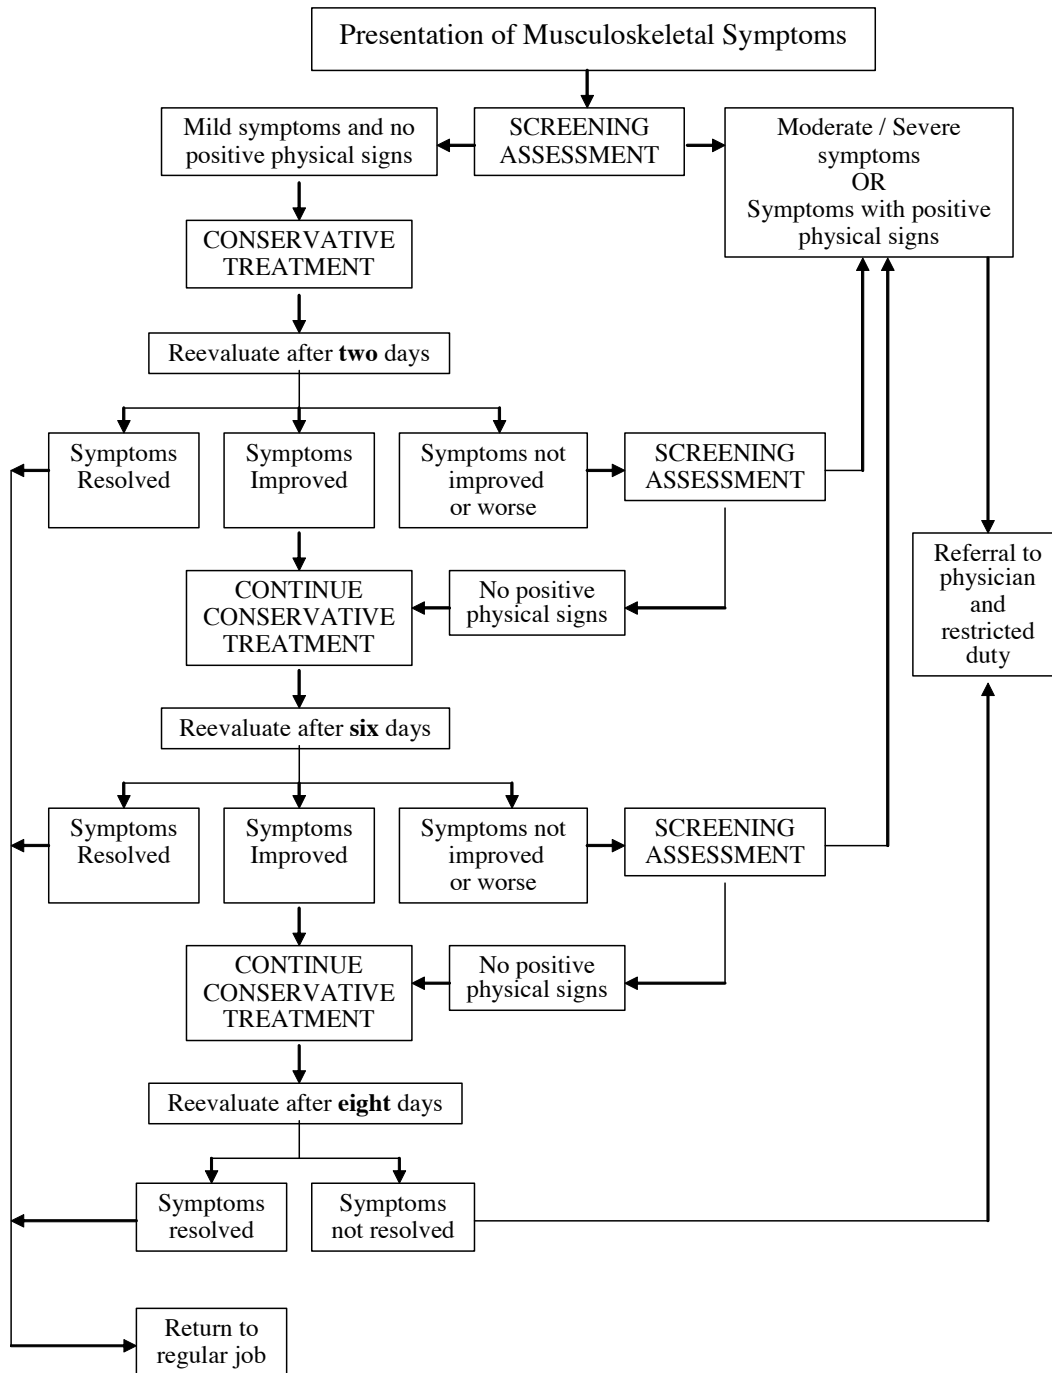 Presentation of Musculoskeletal Symptoms
Mild symptoms and no
positive physical signs
SCREENING
ASSESSMENT
Moderate / Severe
symptoms
OR
Symptoms with positive
physical signs
CONSERVATIVE
TREATMENT
Reevaluate after two days
Symptoms
Resolved
Symptoms
Improved
Symptoms not
improved
or worse
SCREENING
ASSESSMENT
Referral to
physician
and
restricted
duty
CONTINUE
CONSERVATIVE
TREATMENT
No positive
physical signs
Reevaluate after six days
Symptoms
Resolved
Symptoms
Improved
Symptoms not
improved
or worse
SCREENING
ASSESSMENT
CONTINUE
CONSERVATIVE
TREATMENT
No positive
physical signs
Reevaluate after eight days
Symptoms
resolved
Symptoms
not resolved
Return to
regular job